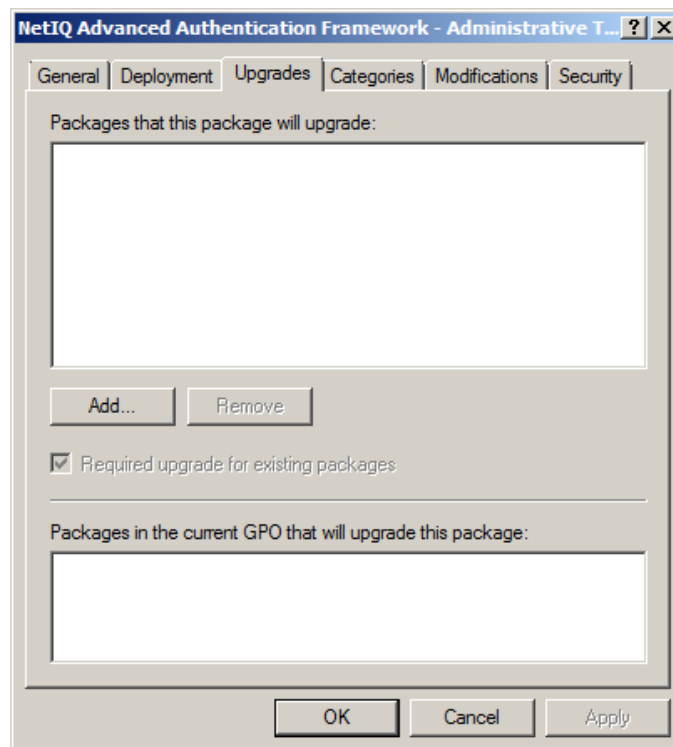 NetIQ Advanced Authentication Framework - Administrative T... ? X
General Deployment Upgrades Categories Modifications Security
Packages that this package will upgrade:
Add... Remove
Required upgrade for existing packages
Packages in the current GPO that will upgrade this package:
OK Cancel Apply